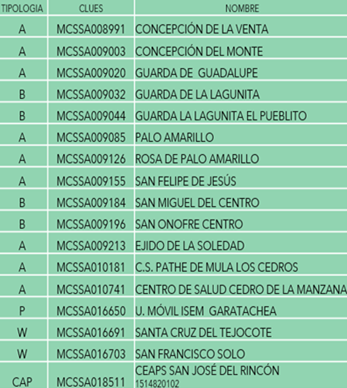 TIPOLOGIA CLUES NOMBRE
A MCSSA008991 CONCEPCIÓN DE LA VENTA
A MCSSA009003 CONCEPCIÓN DEL MONTE
A MCSSA009020 GUARDA DE GUADALUPE
B MCSSA009032 GUARDA DE LA LAGUNITA
B MCSSA009044 GUARDA LA LAGUNITA EL PUEBLITO
A MCSSA009085 PALO AMARILLO
A MCSSA009126 ROSA DE PALO AMARILLO
A MCSSA009155 SAN FELIPE DE JESÚS
B MCSSA009184 SAN MIGUEL DEL CENTRO
B MCSSA009196 SAN ONOFRE CENTRO
A MCSSA009213 EJIDO DE LA SOLEDAD
A MCSSA010181 C.S. PATHE DE MULA LOS CEDROS
A MCSSA010741 CENTRO DE SALUD CEDRO DE LA MANZANA
P MCSSA016650 U. MÓVIL ISEM GARATACHEA
W MCSSA016691 SANTA CRUZ DEL TEJOCOTE
W MCSSA016703 SAN FRANCISCO SOLO
CAP MCSSA018511 CEAPS SAN JOSÉ DEL RINCÓN
1514820102